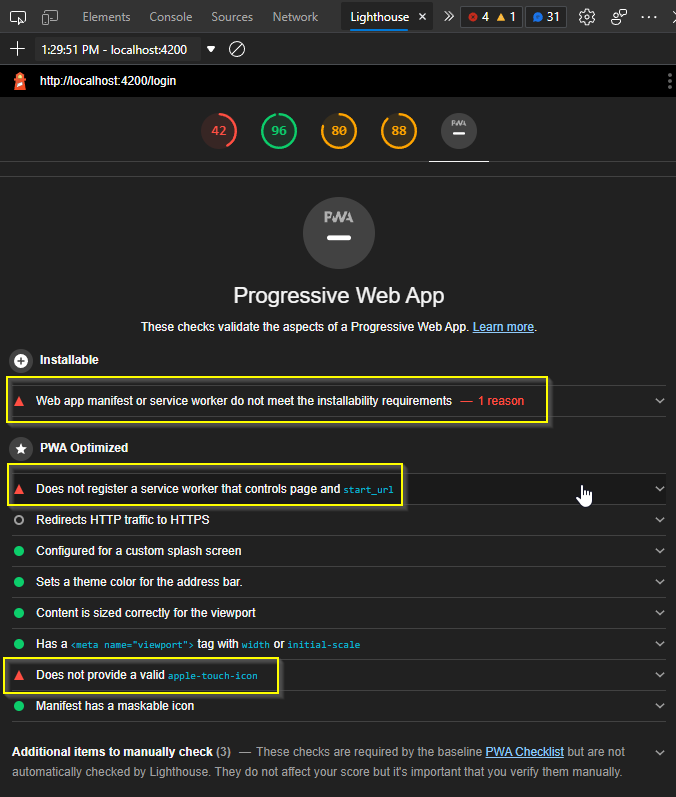 Elements Console Sources Network Lighthouse 4 1 31
1:29:51 PM - localhost:4200
http://localhost:4200/login
42 96 80 88 PWA
PWA
Progressive Web App
These checks validate the aspects of a Progressive Web App. Learn more.
Installable
Web app manifest or service worker do not meet the installability requirements — 1 reason
PWA Optimized
Does not register a service worker that controls page and start_url
Redirects HTTP traffic to HTTPS
Configured for a custom splash screen
Sets a theme color for the address bar.
Content is sized correctly for the viewport
Has a <meta name="viewport"> tag with width or initial-scale
Does not provide a valid apple-touch-icon
Manifest has a maskable icon
Additional items to manually check (3) — These checks are required by the baseline PWA Checklist but are not
automatically checked by Lighthouse. They do not affect your score but it's important that you verify them manually.